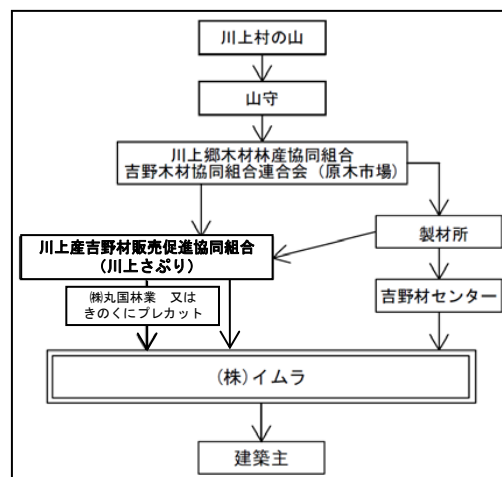 川上村の山
山守
川上郷木材林産協同組合
吉野木材協同組合連合会（原木市場）
製材所
川上産吉野材販売促進協同組合
（川上さぷり）
㈱丸国林業　又は
きのくにプレカット
吉野材センター
(株)イムラ
建築主